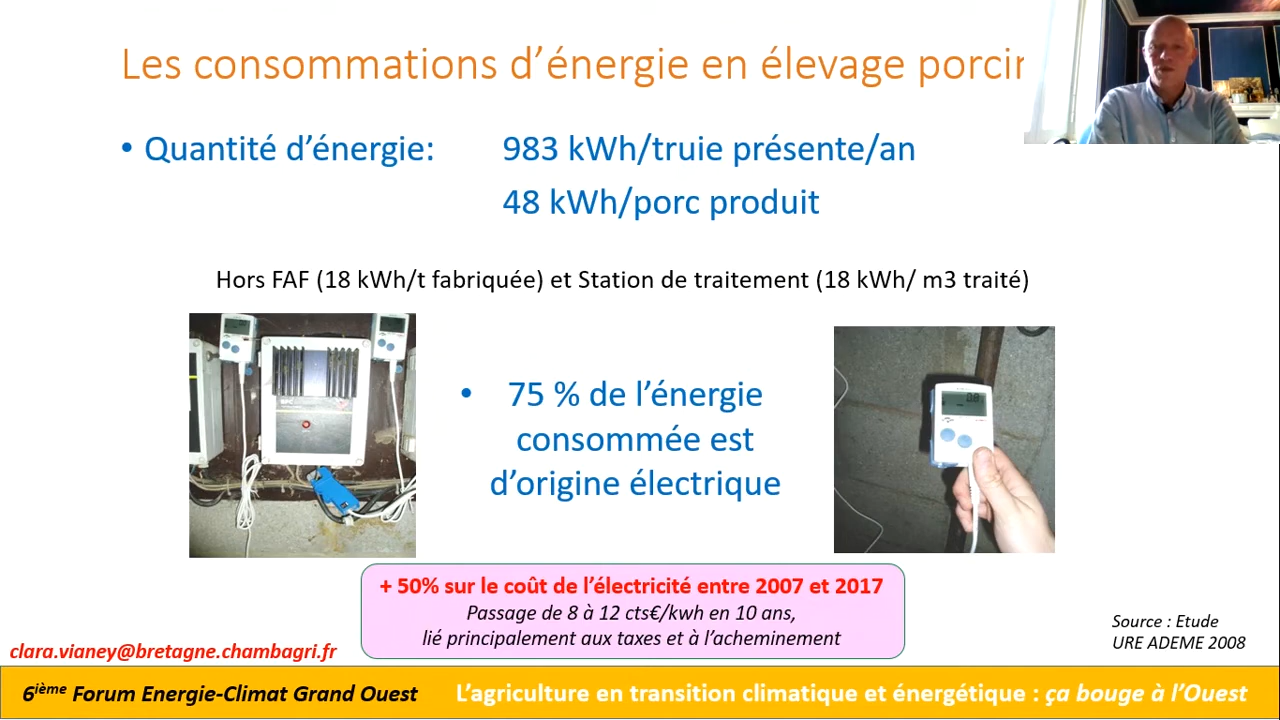 Les consommations d’énergie en élevage porcin
• Quantité d’énergie: 983 kWh/truie présente/an
48 kWh/porc produit
Hors FAF (18 kWh/t fabriquée) et Station de traitement (18 kWh/ m3 traité)
• 75 % de l’énergie
consommée est
d’origine électrique
+ 50% sur le coût de l’électricité entre 2007 et 2017
Passage de 8 à 12 cts€/kwh en 10 ans,
lié principalement aux taxes et à l’acheminement
Source : Etude
URE ADEME 2008
clara.vianey@bretagne.chambagri.fr
6ième Forum Energie-Climat Grand Ouest L’agriculture en transition climatique et énergétique : ça bouge à l’Ouest